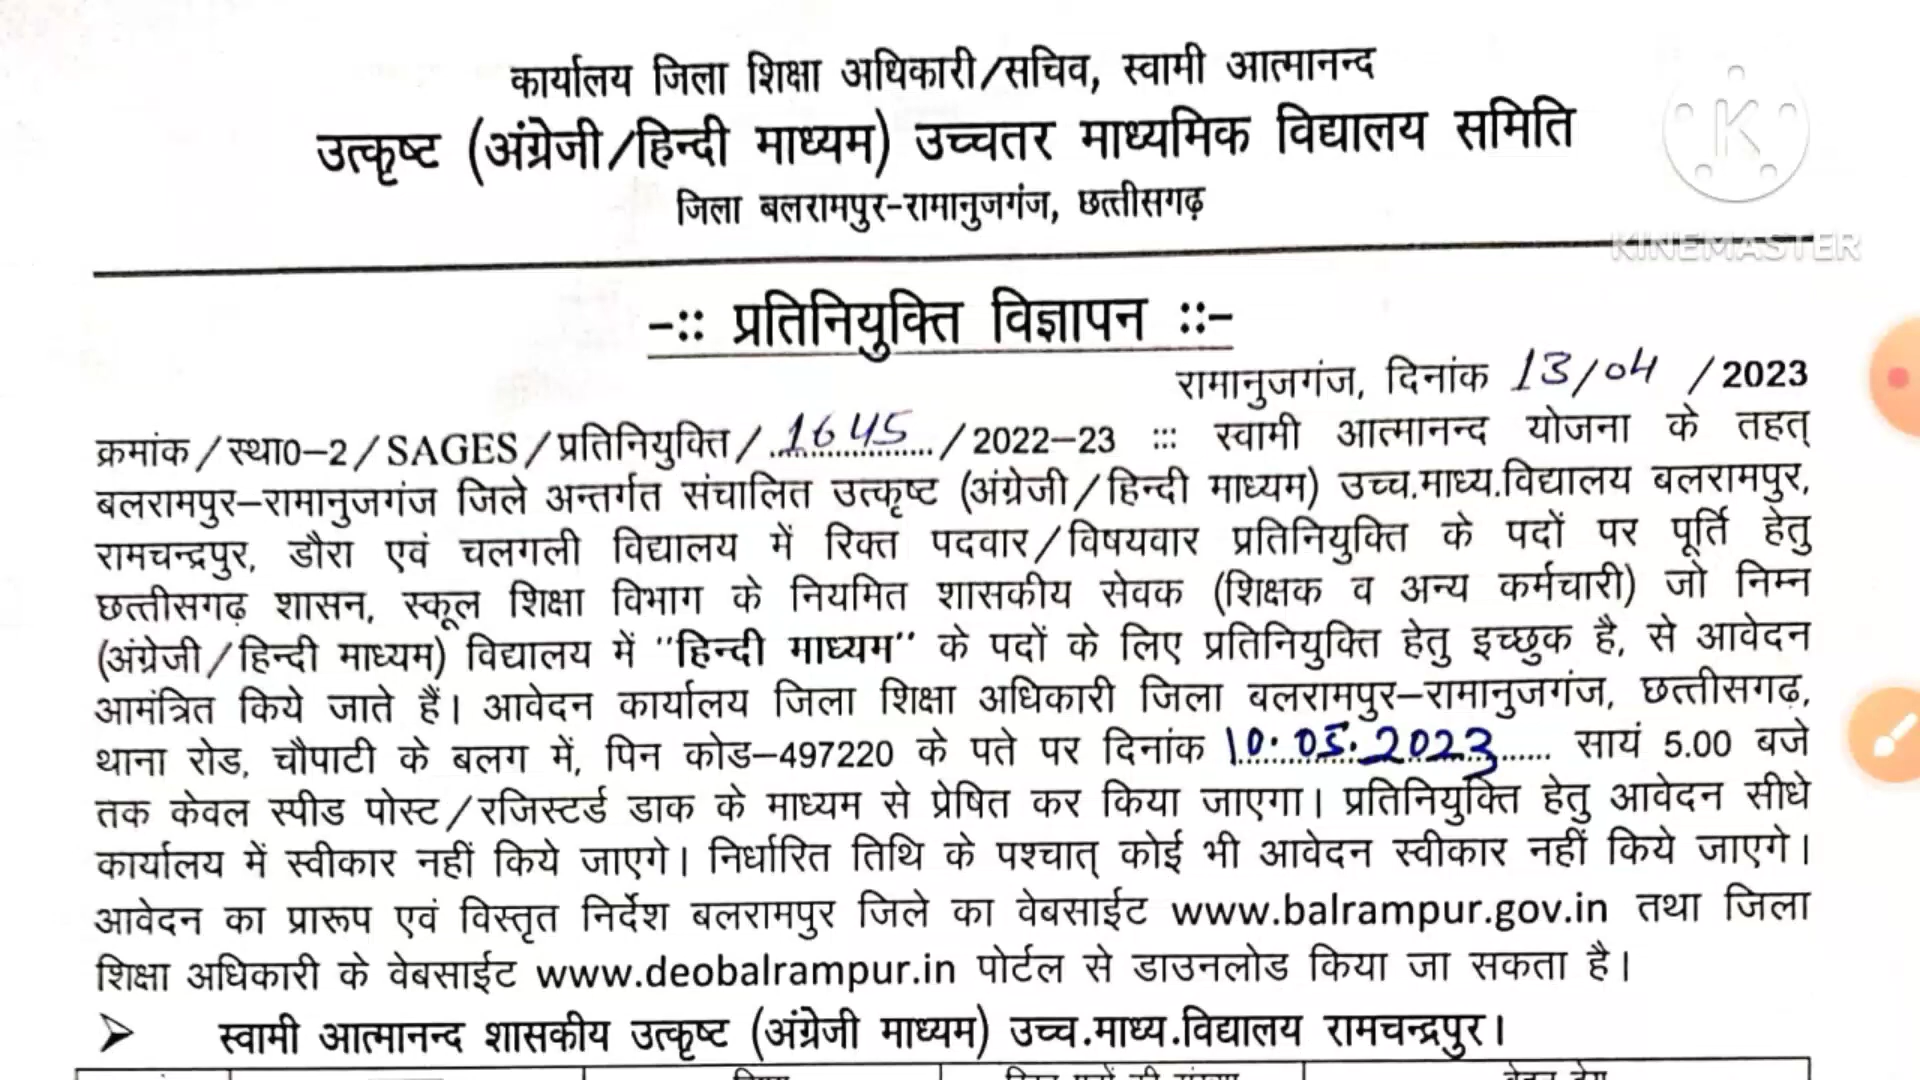 कार्यालय जिला शिक्षा अधिकारी/सचिव, स्वामी आत्मानन्द
उत्कृष्ट (अंग्रेजी/हिन्दी माध्यम) उच्चतर माध्यमिक विद्यालय समिति
जिला बलरामपुर-रामानुजगंज, छत्तीसगढ़
K
KINEMASTER
-:: प्रतिनियुक्ति विज्ञापन ::-
रामानुजगंज, दिनांक 13/04 /2023
क्रमांक/स्था0-2/SAGES/प्रतिनियुक्ति/ 1645 /2022-23 ::: स्वामी आत्मानन्द योजना के तहत्
बलरामपुर-रामानुजगंज जिले अन्तर्गत संचालित उत्कृष्ट (अंग्रेजी/हिन्दी माध्यम) उच्च.माध्य.विद्यालय बलरामपुर,
रामचन्द्रपुर, डौरा एवं चलगली विद्यालय में रिक्त पदवार/विषयवार प्रतिनियुक्ति के पदों पर पूर्ति हेतु
छत्तीसगढ़ शासन, स्कूल शिक्षा विभाग के नियमित शासकीय सेवक (शिक्षक व अन्य कर्मचारी) जो निम्न
(अंग्रेजी/हिन्दी माध्यम) विद्यालय में "हिन्दी माध्यम" के पदों के लिए प्रतिनियुक्ति हेतु इच्छुक है, से आवेदन
आमंत्रित किये जाते हैं। आवेदन कार्यालय जिला शिक्षा अधिकारी जिला बलरामपुर-रामानुजगंज, छत्तीसगढ़,
थाना रोड, चौपाटी के बलग में, पिन कोड-497220 के पते पर दिनांक 10.05.2023 सायं 5.00 बजे
तक केवल स्पीड पोस्ट/रजिस्टर्ड डाक के माध्यम से प्रेषित कर किया जाएगा। प्रतिनियुक्ति हेतु आवेदन सीधे
कार्यालय में स्वीकार नहीं किये जाएगे। निर्धारित तिथि के पश्चात् कोई भी आवेदन स्वीकार नहीं किये जाएगे।
आवेदन का प्रारूप एवं विस्तृत निर्देश बलरामपुर जिले का वेबसाईट www.balrampur.gov.in तथा जिला
शिक्षा अधिकारी के वेबसाईट www.deobalrampur.in पोर्टल से डाउनलोड किया जा सकता है।
➤ स्वामी आत्मानन्द शासकीय उत्कृष्ट (अंग्रेजी माध्यम) उच्च.माध्य.विद्यालय रामचन्द्रपुर।